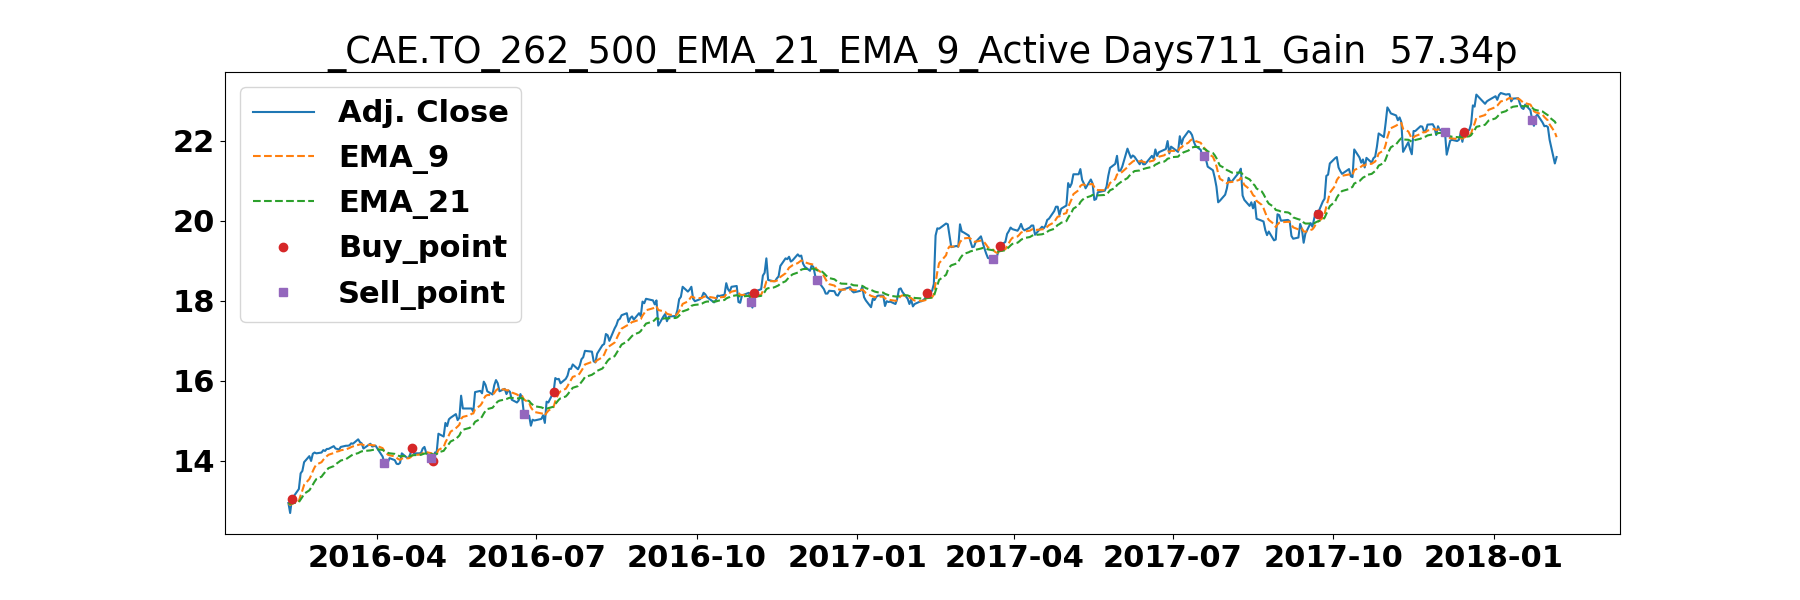 _CAE.TO_262_500_EMA_21_EMA_9_Active Days711_Gain  57.34p
Adj. Close
EMA_9
EMA_21
Buy_point
Sell_point
22
20
18
16
14
2016-04 2016-07 2016-10 2017-01 2017-04 2017-07 2017-10 2018-01